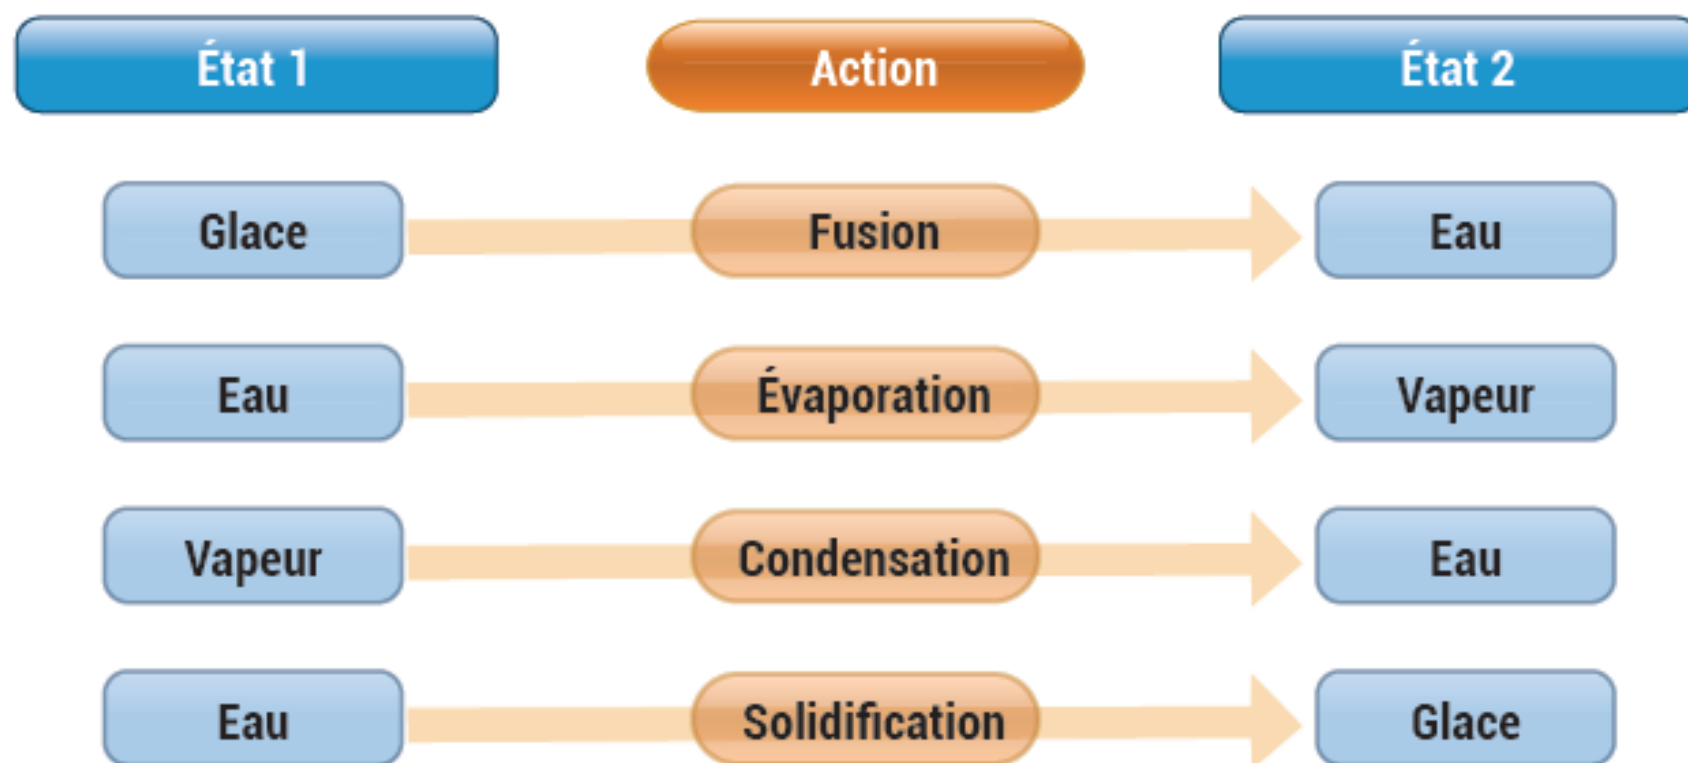 État 1 Action État 2
Glace Fusion Eau
Eau Évaporation Vapeur
Vapeur Condensation Eau
Eau Solidification Glace